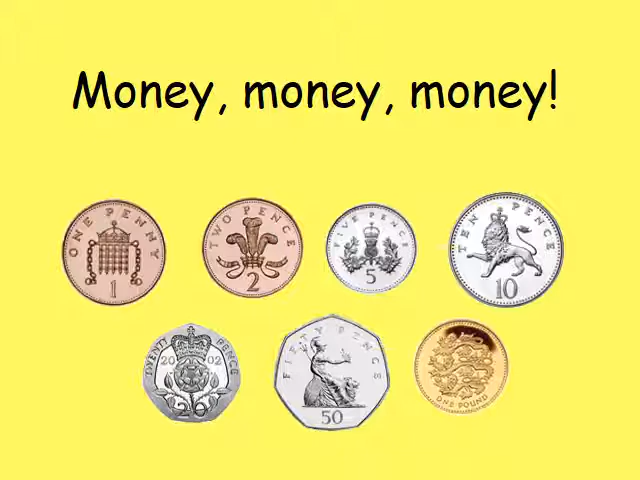 Money, money, money!
ONE PENNY
1
TWO PENCE
2
FIVE PENCE
5
TEN PENCE
10
TWENTY PENCE
2002
20
FIFTY PENCE
50
ONE POUND